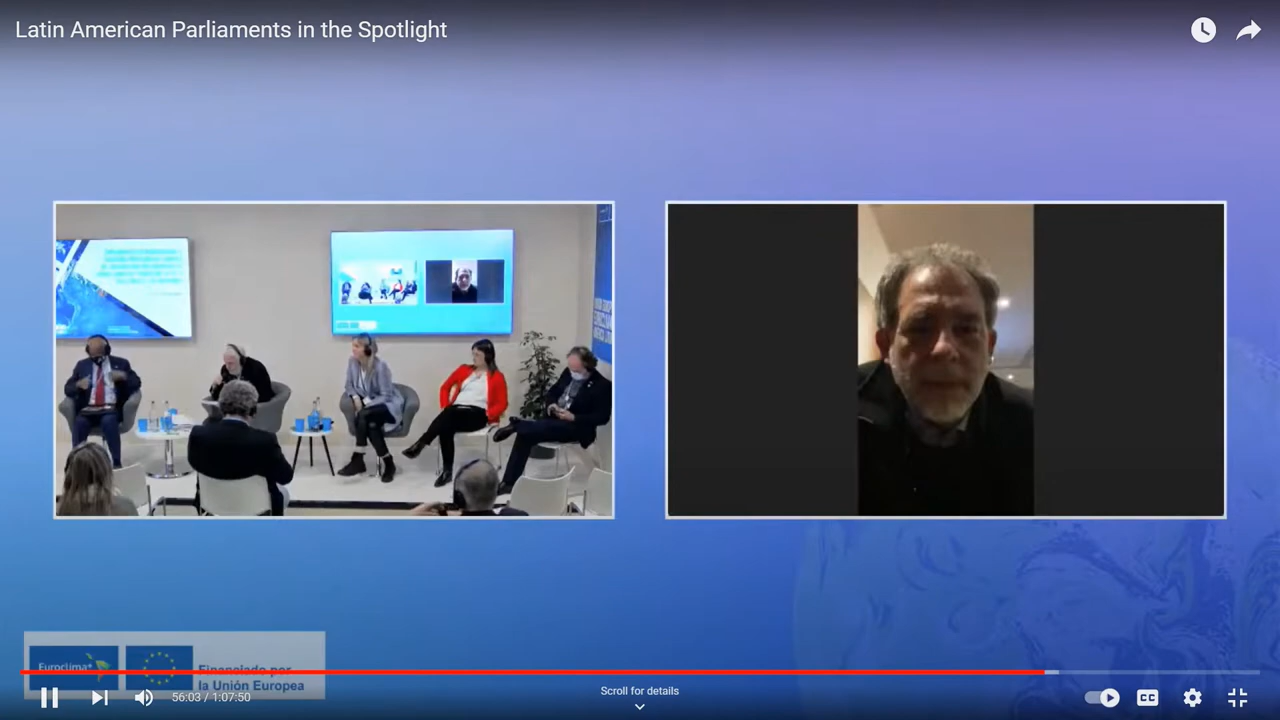 Latin American Parliaments in the Spotlight
Euroclima+
Financiado por
la Unión Europea
56:03 / 1:07:50
Scroll for details
CC